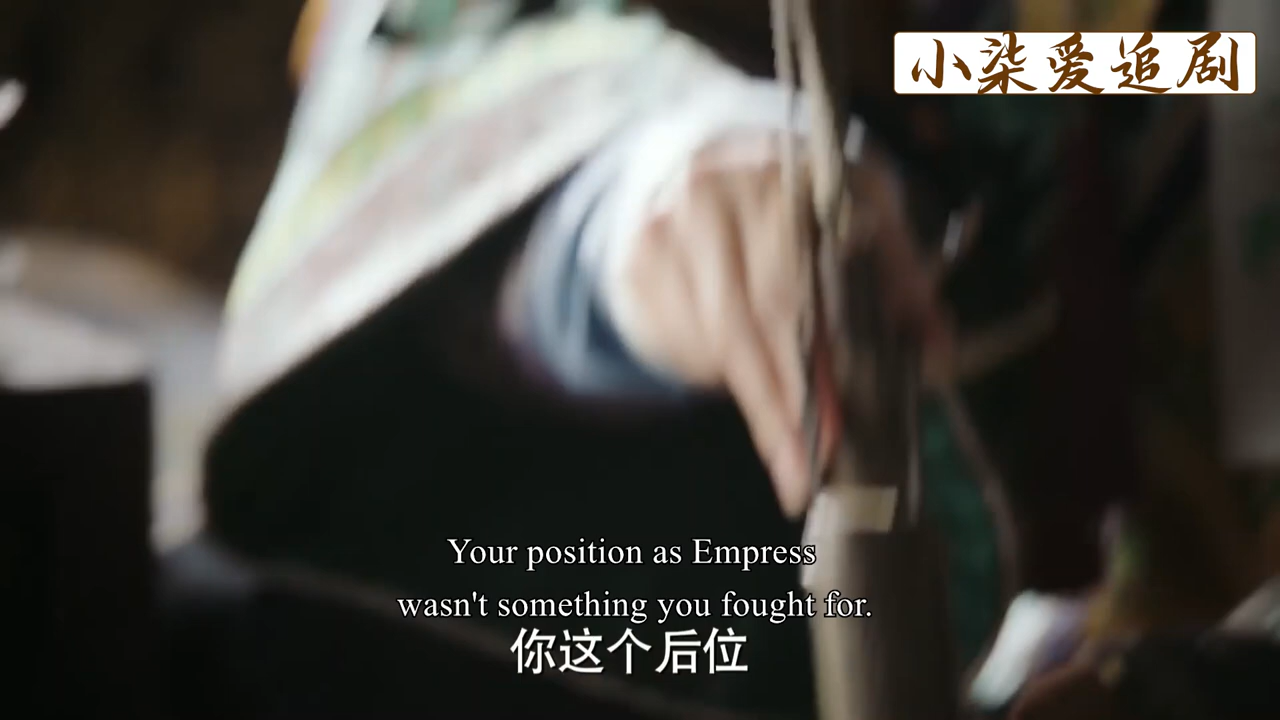 小柒爱追剧
Your position as Empress
wasn't something you fought for.
你这个后位